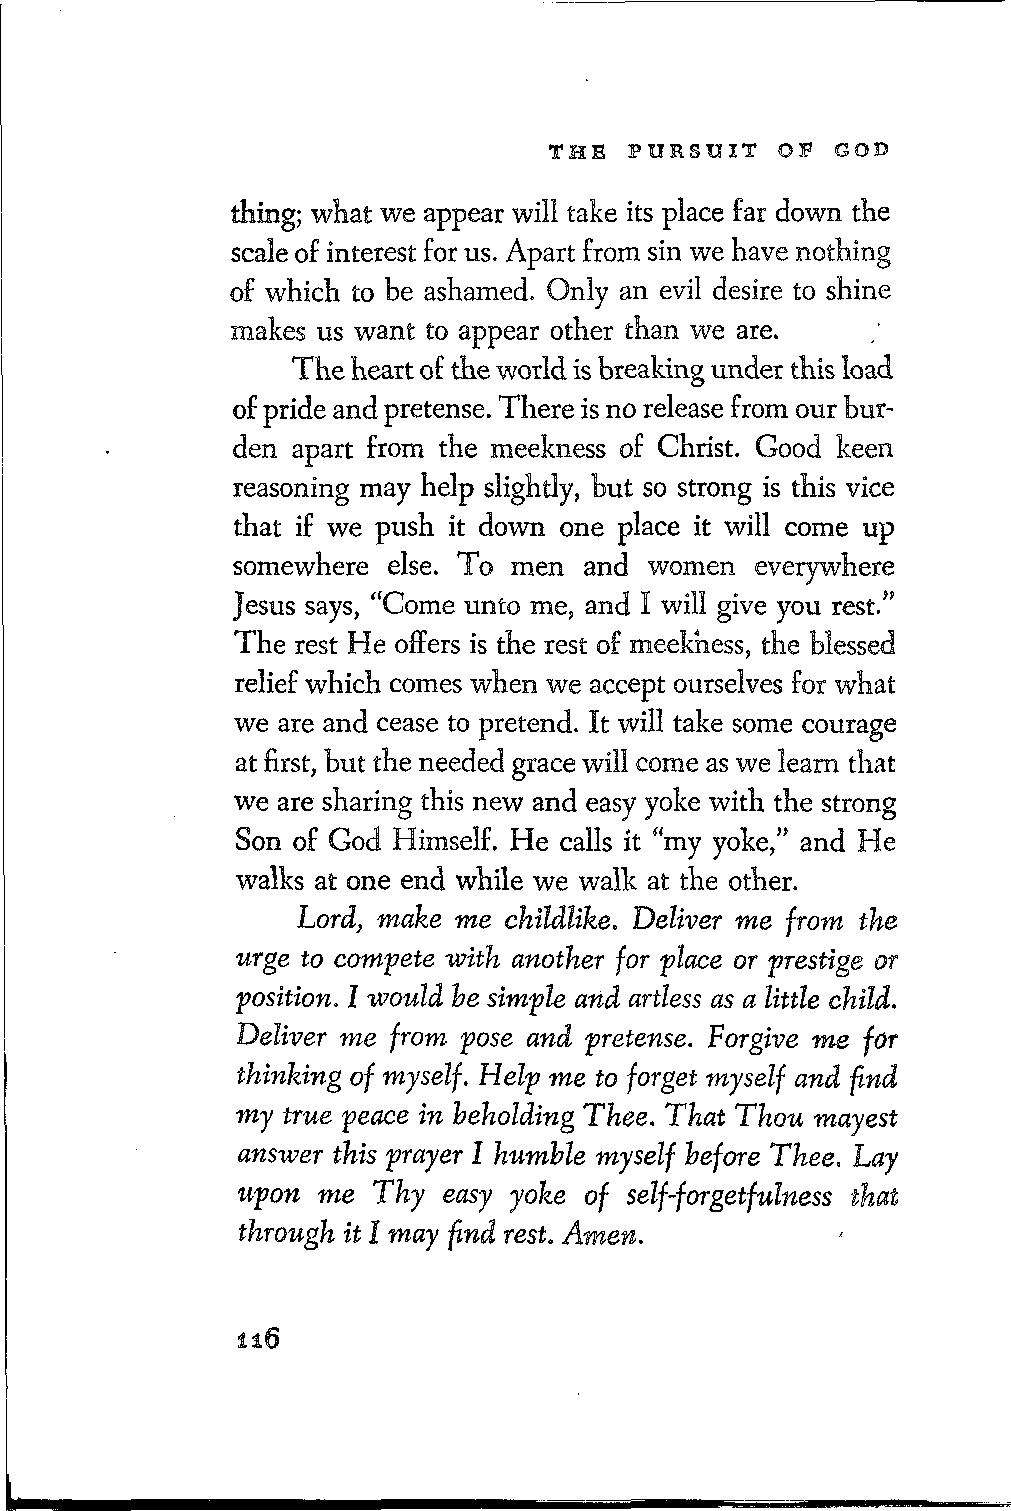 THE PURSUIT OF GOD
thing; what we appear will take its place far down the
scale of interest for us. Apart from sin we have nothing
of which to be ashamed. Only an evil desire to shine
makes us want to appear other than we are.
The heart of the world is breaking under this load
of pride and pretense. There is no release from our bur-
den apart from the meekness of Christ. Good keen
reasoning may help slightly, but so strong is this vice
that if we push it down one place it will come up
somewhere else. To men and women everywhere
Jesus says, "Come unto me, and I will give you rest."
The rest He offers is the rest of meekness, the blessed
relief which comes when we accept ourselves for what
we are and cease to pretend. It will take some courage
at first, but the needed grace will come as we learn that
we are sharing this new and easy yoke with the strong
Son of God Himself. He calls it "my yoke," and He
walks at one end while we walk at the other.
Lord, make me childlike. Deliver me from the
urge to compete with another for place or prestige or
position. I would be simple and artless as a little child.
Deliver me from pose and pretense. Forgive me for
thinking of myself. Help me to forget myself and find
my true peace in beholding Thee. That Thou mayest
answer this prayer I humble myself before Thee. Lay
upon me Thy easy yoke of self-forgetfulness that
through it I may find rest. Amen.
116